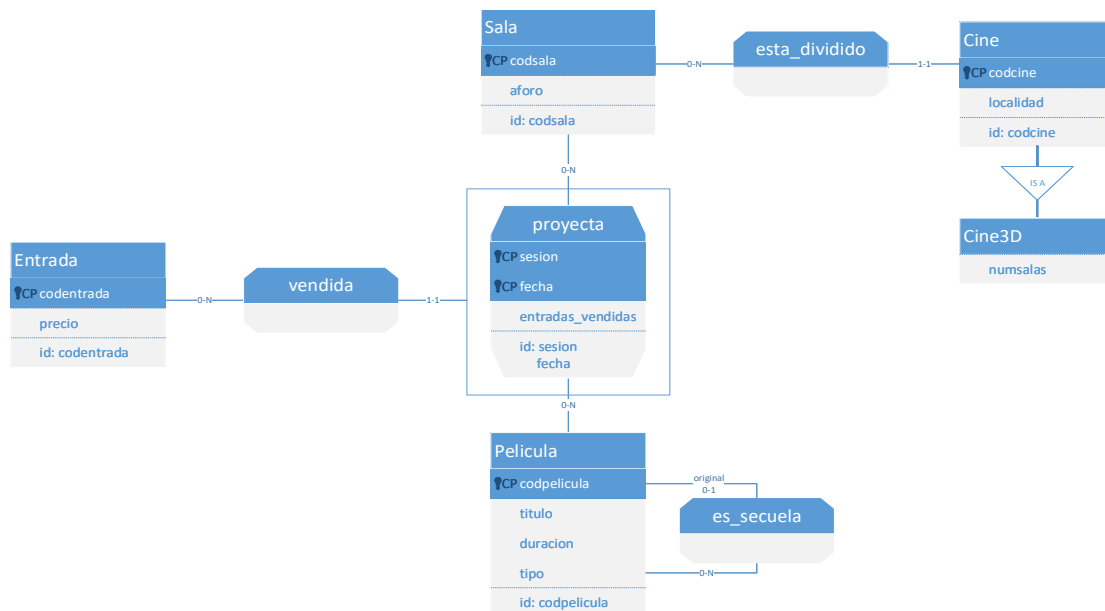 Sala
CP codsala
aforo
id: codsala
0-N
esta_dividido
1-1
Cine
CP codcine
localidad
id: codcine
IS A
Cine3D
numsalas
0-N
proyecta
CP sesion
CP fecha
entradas_vendidas
id: sesion
fecha
Entrada
CP codentrada
precio
id: codentrada
0-N
vendida
1-1
0-N
Pelicula
CP codpelicula
titulo
duracion
tipo
id: codpelicula
original
0-1
es_secuela
0-N